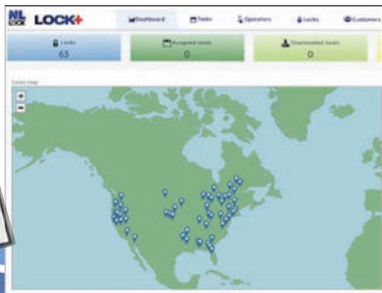 NL LOCK LOCK+ Dashboard Tasks Operators Locks Customers
Locks Assigned tasks Downloaded tasks
63 0 0
Locks map
+
−